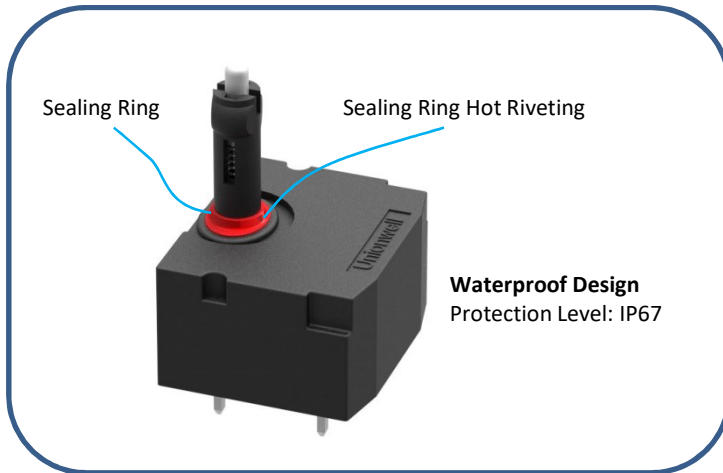 Sealing Ring
Sealing Ring Hot Riveting
Unionwell
Waterproof Design
Protection Level: IP67